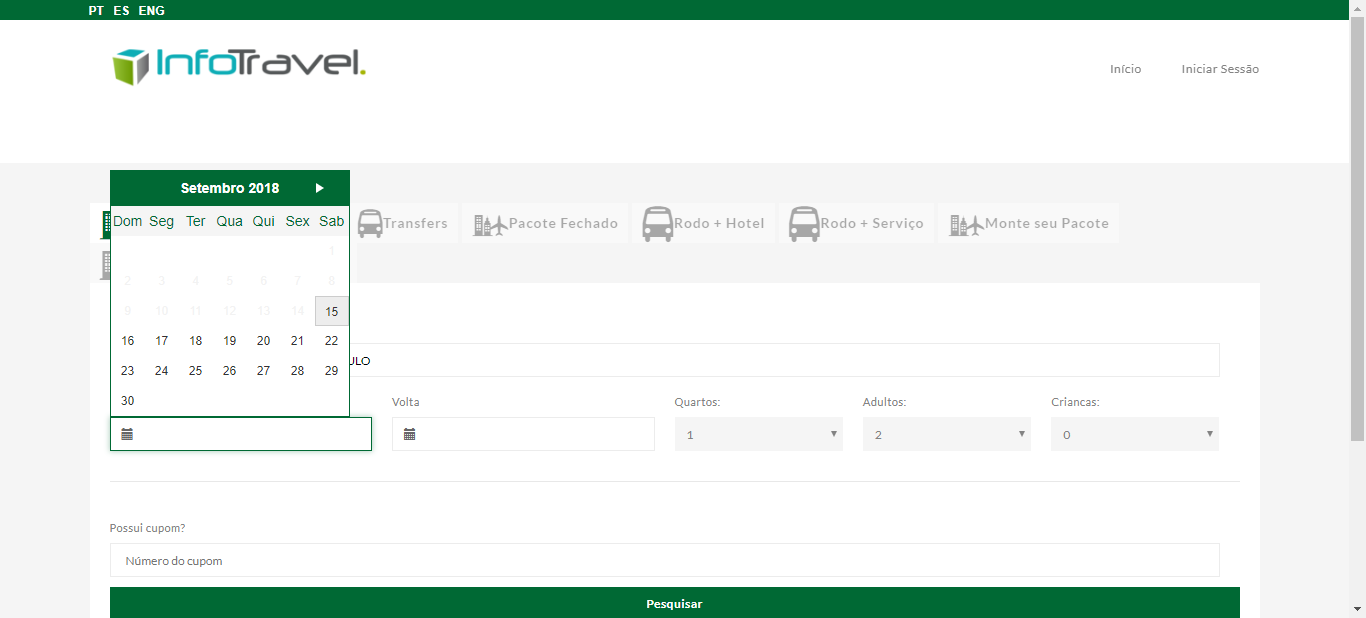 PT ES ENG
InfoTravel.
Início Iniciar Sessão
Setembro 2018
Dom Seg Ter Qua Qui Sex Sab
1
2 3 4 5 6 7 8
9 10 11 12 13 14 15
16 17 18 19 20 21 22
23 24 25 26 27 28 29
30
Transfers Pacote Fechado Rodo + Hotel Rodo + Serviço Monte seu Pacote
Volta Quartos: Adultos: Criancas:
1 2 0
Possui cupom?
Número do cupom
Pesquisar